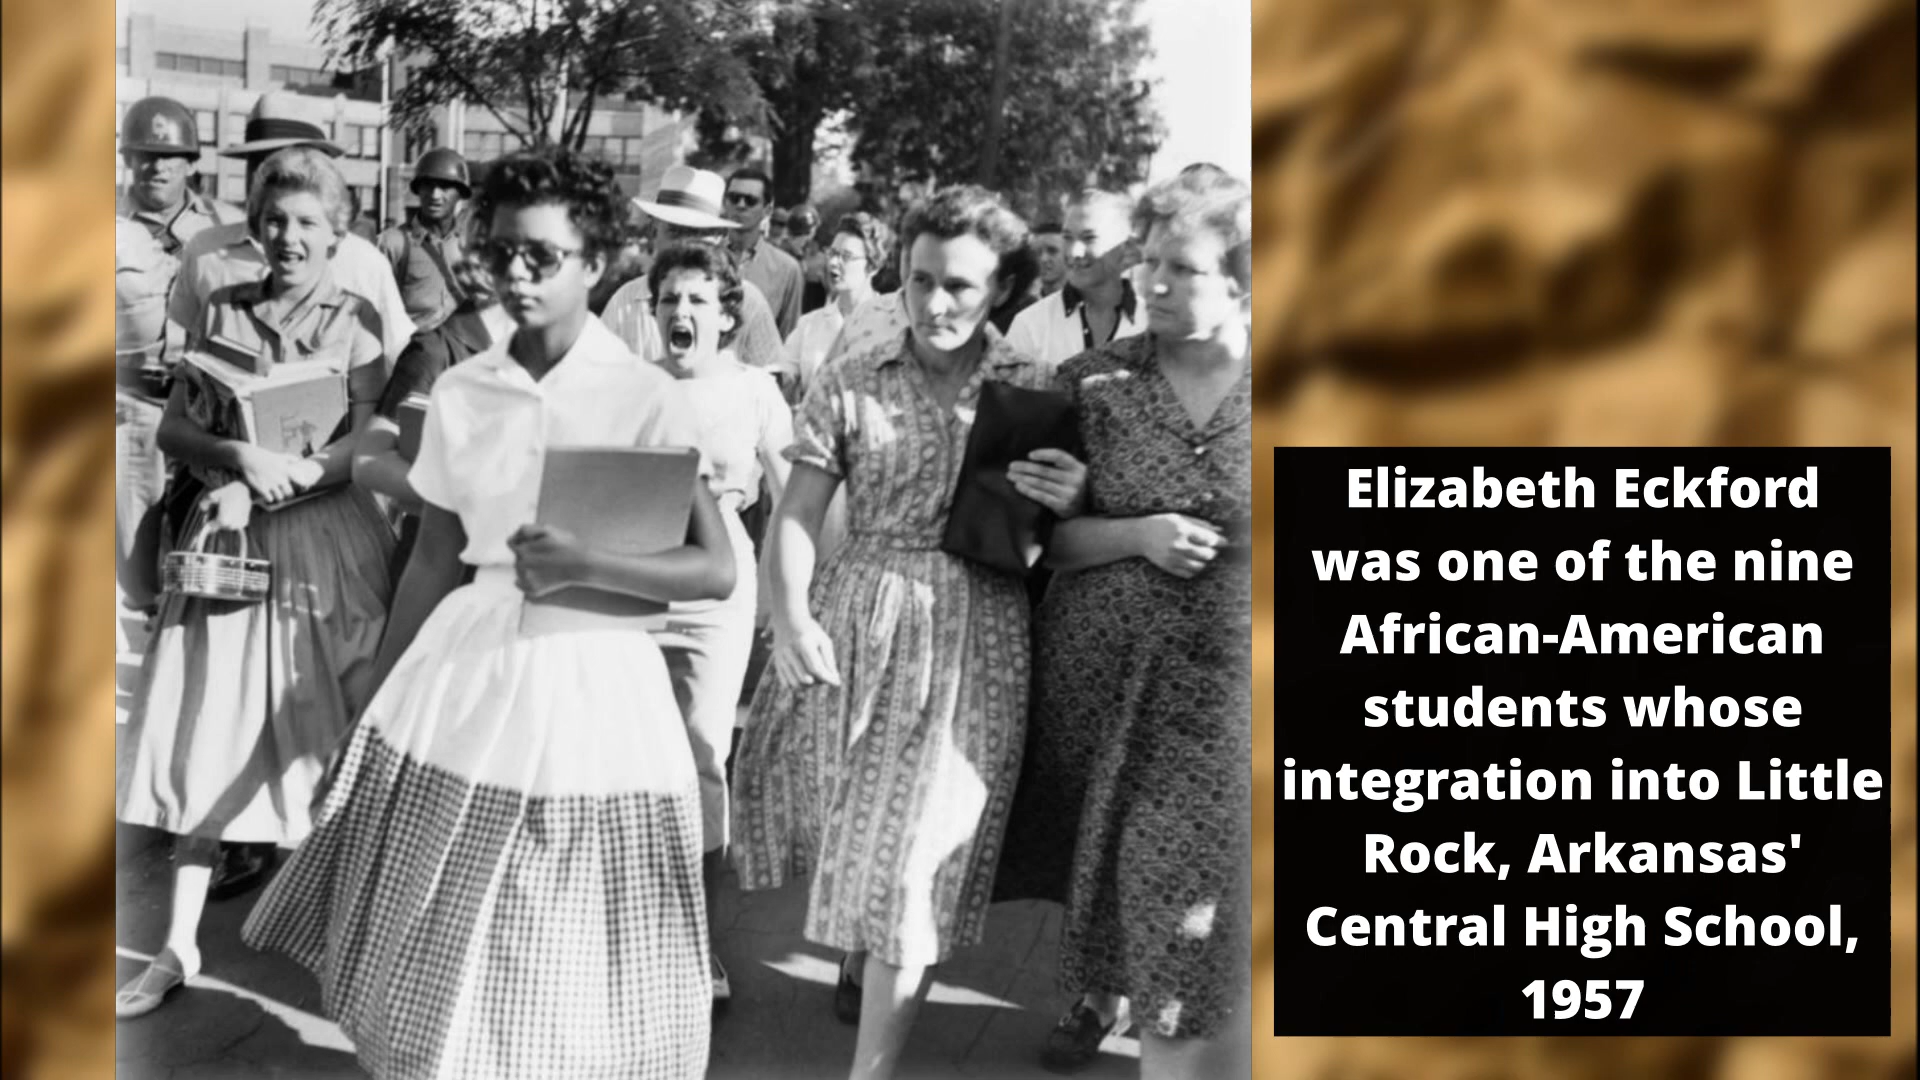 Elizabeth Eckford
was one of the nine
African-American
students whose
integration into Little
Rock, Arkansas'
Central High School,
1957